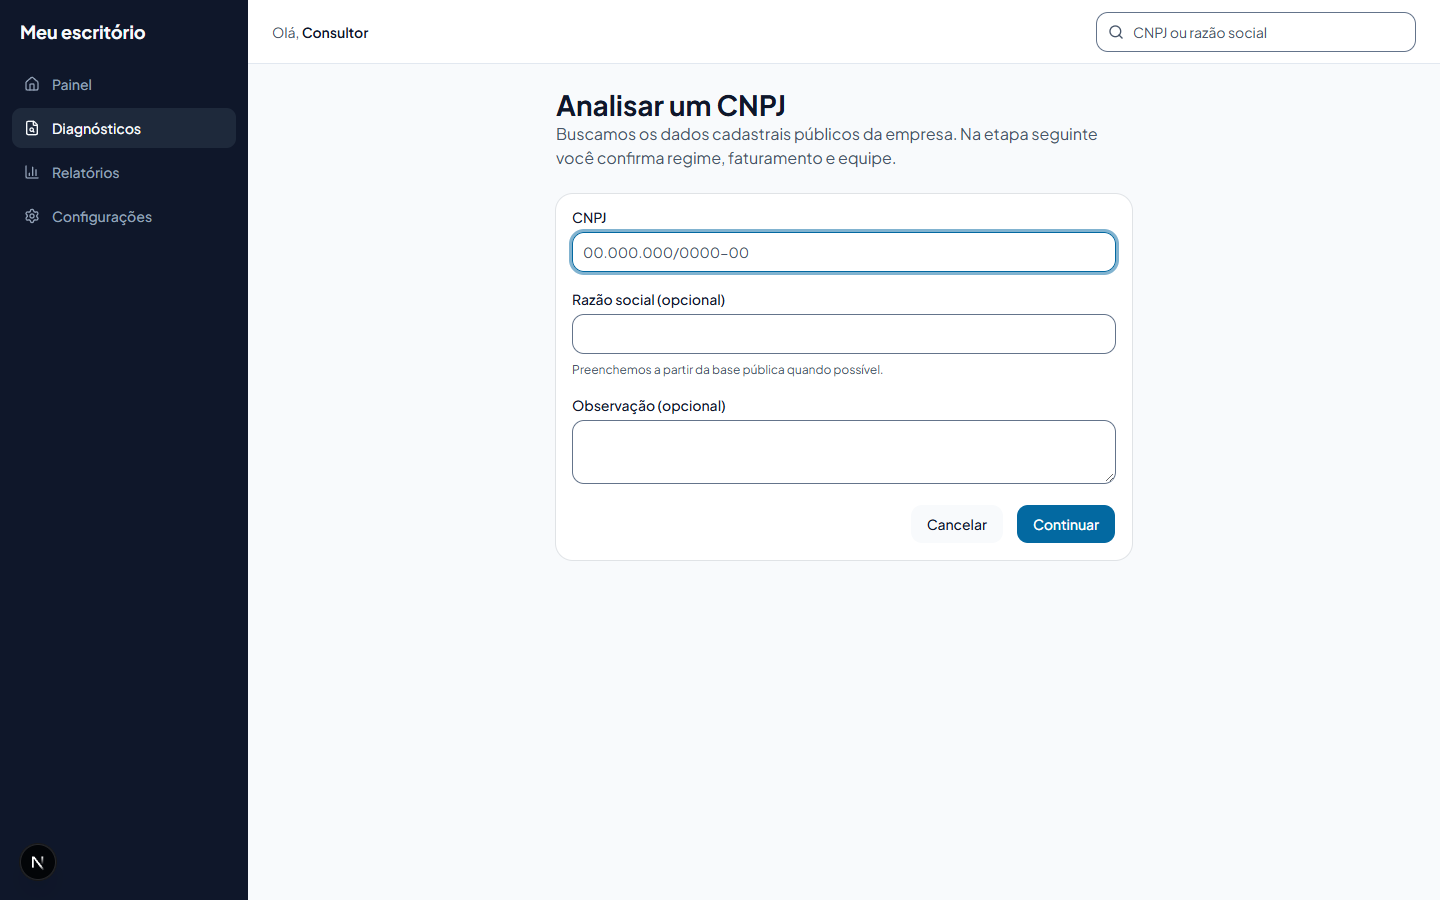 Meu escritório
Painel
Diagnósticos
Relatórios
Configurações
N
Olá, Consultor
CNPJ ou razão social
Analisar um CNPJ
Buscamos os dados cadastrais públicos da empresa. Na etapa seguinte
você confirma regime, faturamento e equipe.
CNPJ
00.000.000/0000-00
Razão social (opcional)
Preenchemos a partir da base pública quando possível.
Observação (opcional)
Cancelar
Continuar